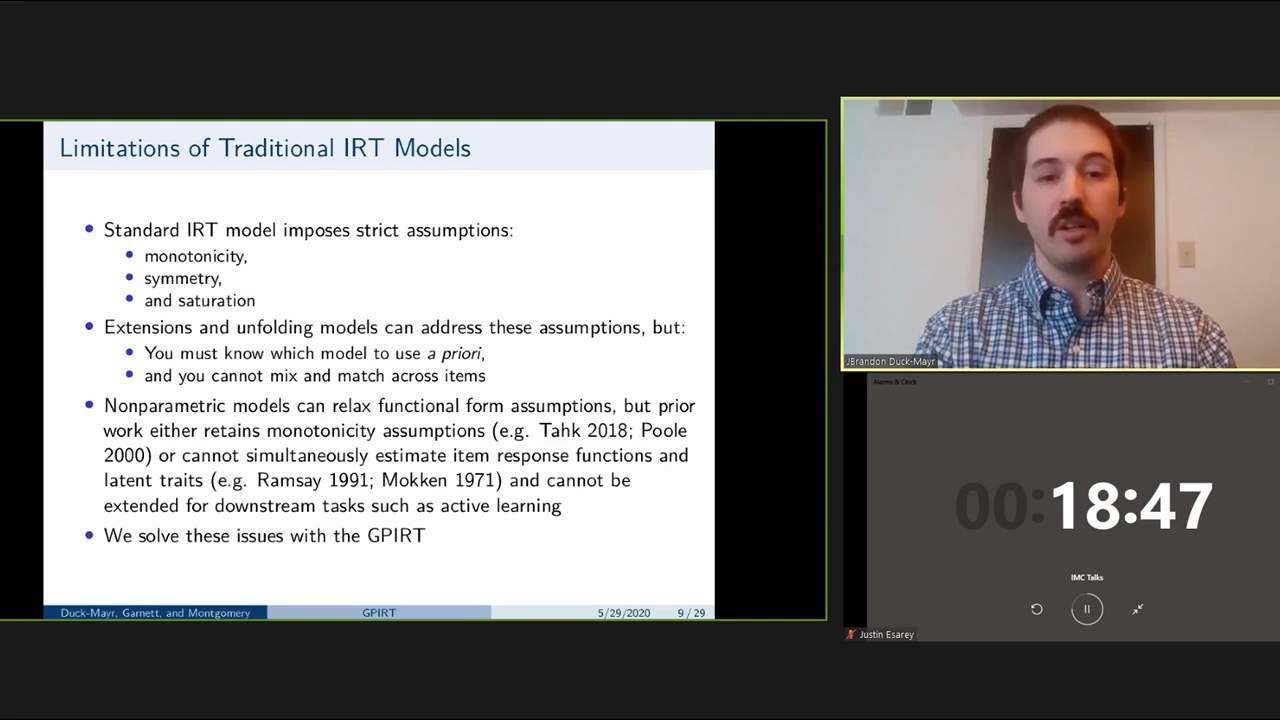 Limitations of Traditional IRT Models
• Standard IRT model imposes strict assumptions:
• monotonicity,
• symmetry,
• and saturation
• Extensions and unfolding models can address these assumptions, but:
• You must know which model to use a priori,
• and you cannot mix and match across items
• Nonparametric models can relax functional form assumptions, but prior
work either retains monotonicity assumptions (e.g. Tahk 2018; Poole
2000) or cannot simultaneously estimate item response functions and
latent traits (e.g. Ramsay 1991; Mokken 1971) and cannot be
extended for downstream tasks such as active learning
• We solve these issues with the GPIRT
Duck-Mayr, Garnett, and Montgomery GPIRT 5/29/2020 9 / 29
JBrandon Duck-Mayr
Alarms & Clock
00:18:47
IMC Talks
Justin Esarey